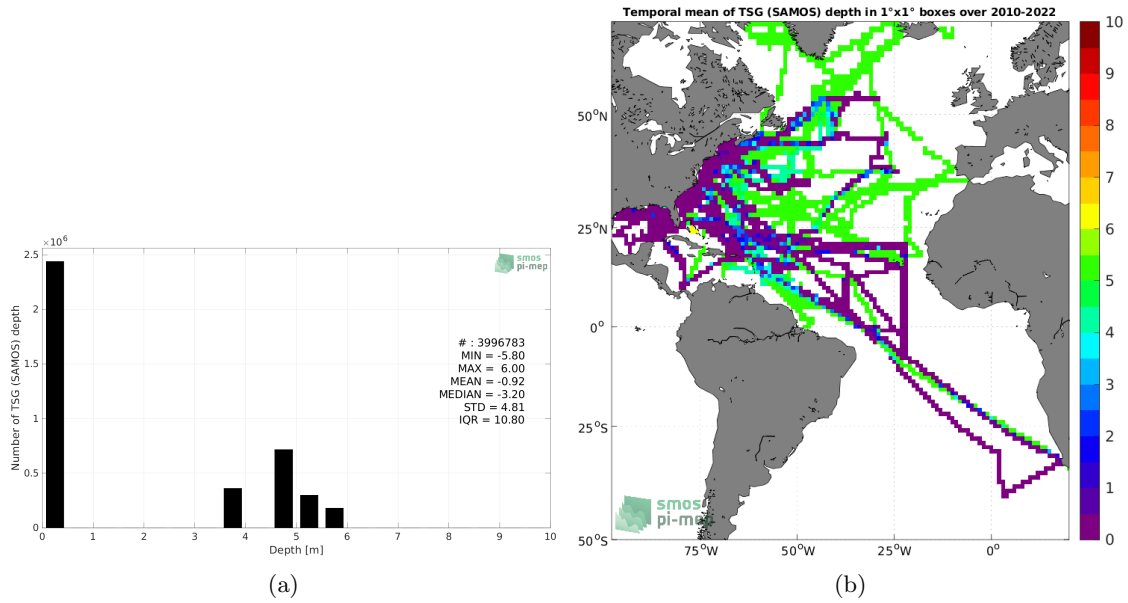 Temporal mean of TSG (SAMOS) depth in 1°x1° boxes over 2010-2022
×10⁶
2.5
2
1.5
1
0.5
0
Number of TSG (SAMOS) depth
smos
pi-mep
# : 3996783
MIN = -5.80
MAX = 6.00
MEAN = -0.92
MEDIAN = -3.20
STD = 4.81
IQR = 10.80
0 1 2 3 4 5 6 7 8 9 10
Depth [m]
(a)
50°N
25°N
0°
25°S
50°S
75°W 50°W 25°W 0°
smos
pi-mep
10
9
8
7
6
5
4
3
2
1
0
(b)